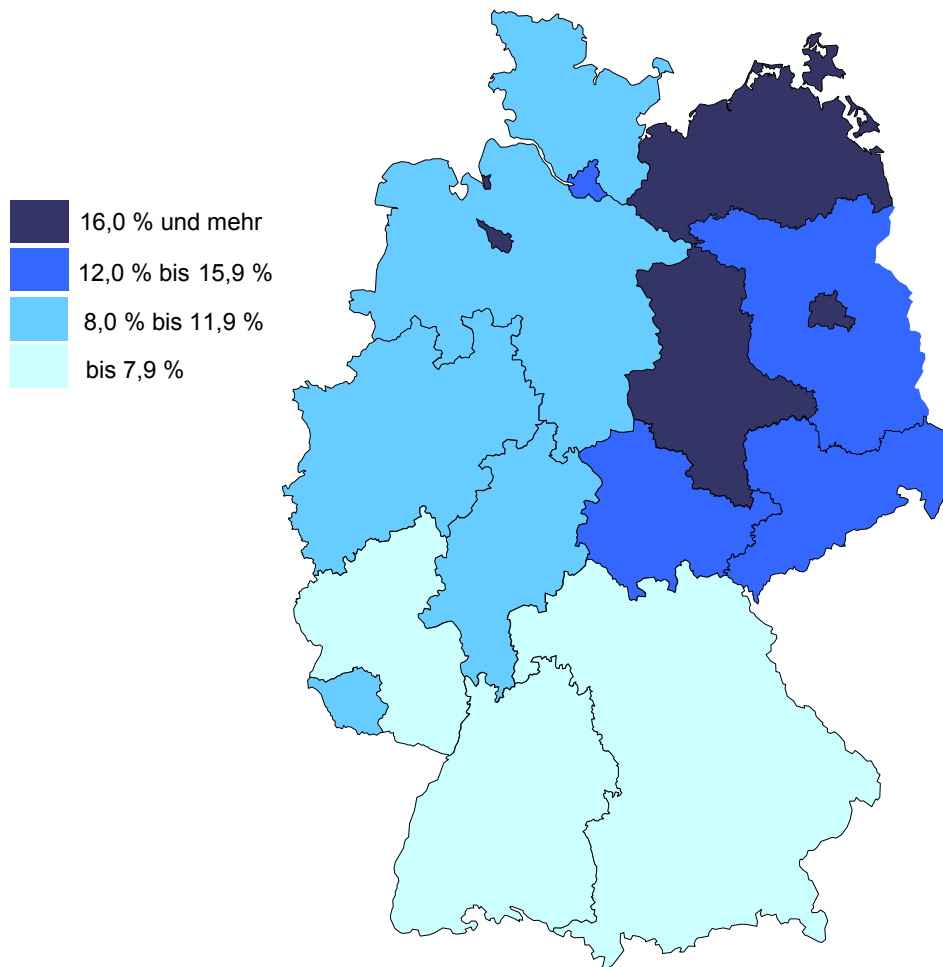 16,0 % und mehr
12,0 % bis 15,9 %
8,0 % bis 11,9 %
bis 7,9 %